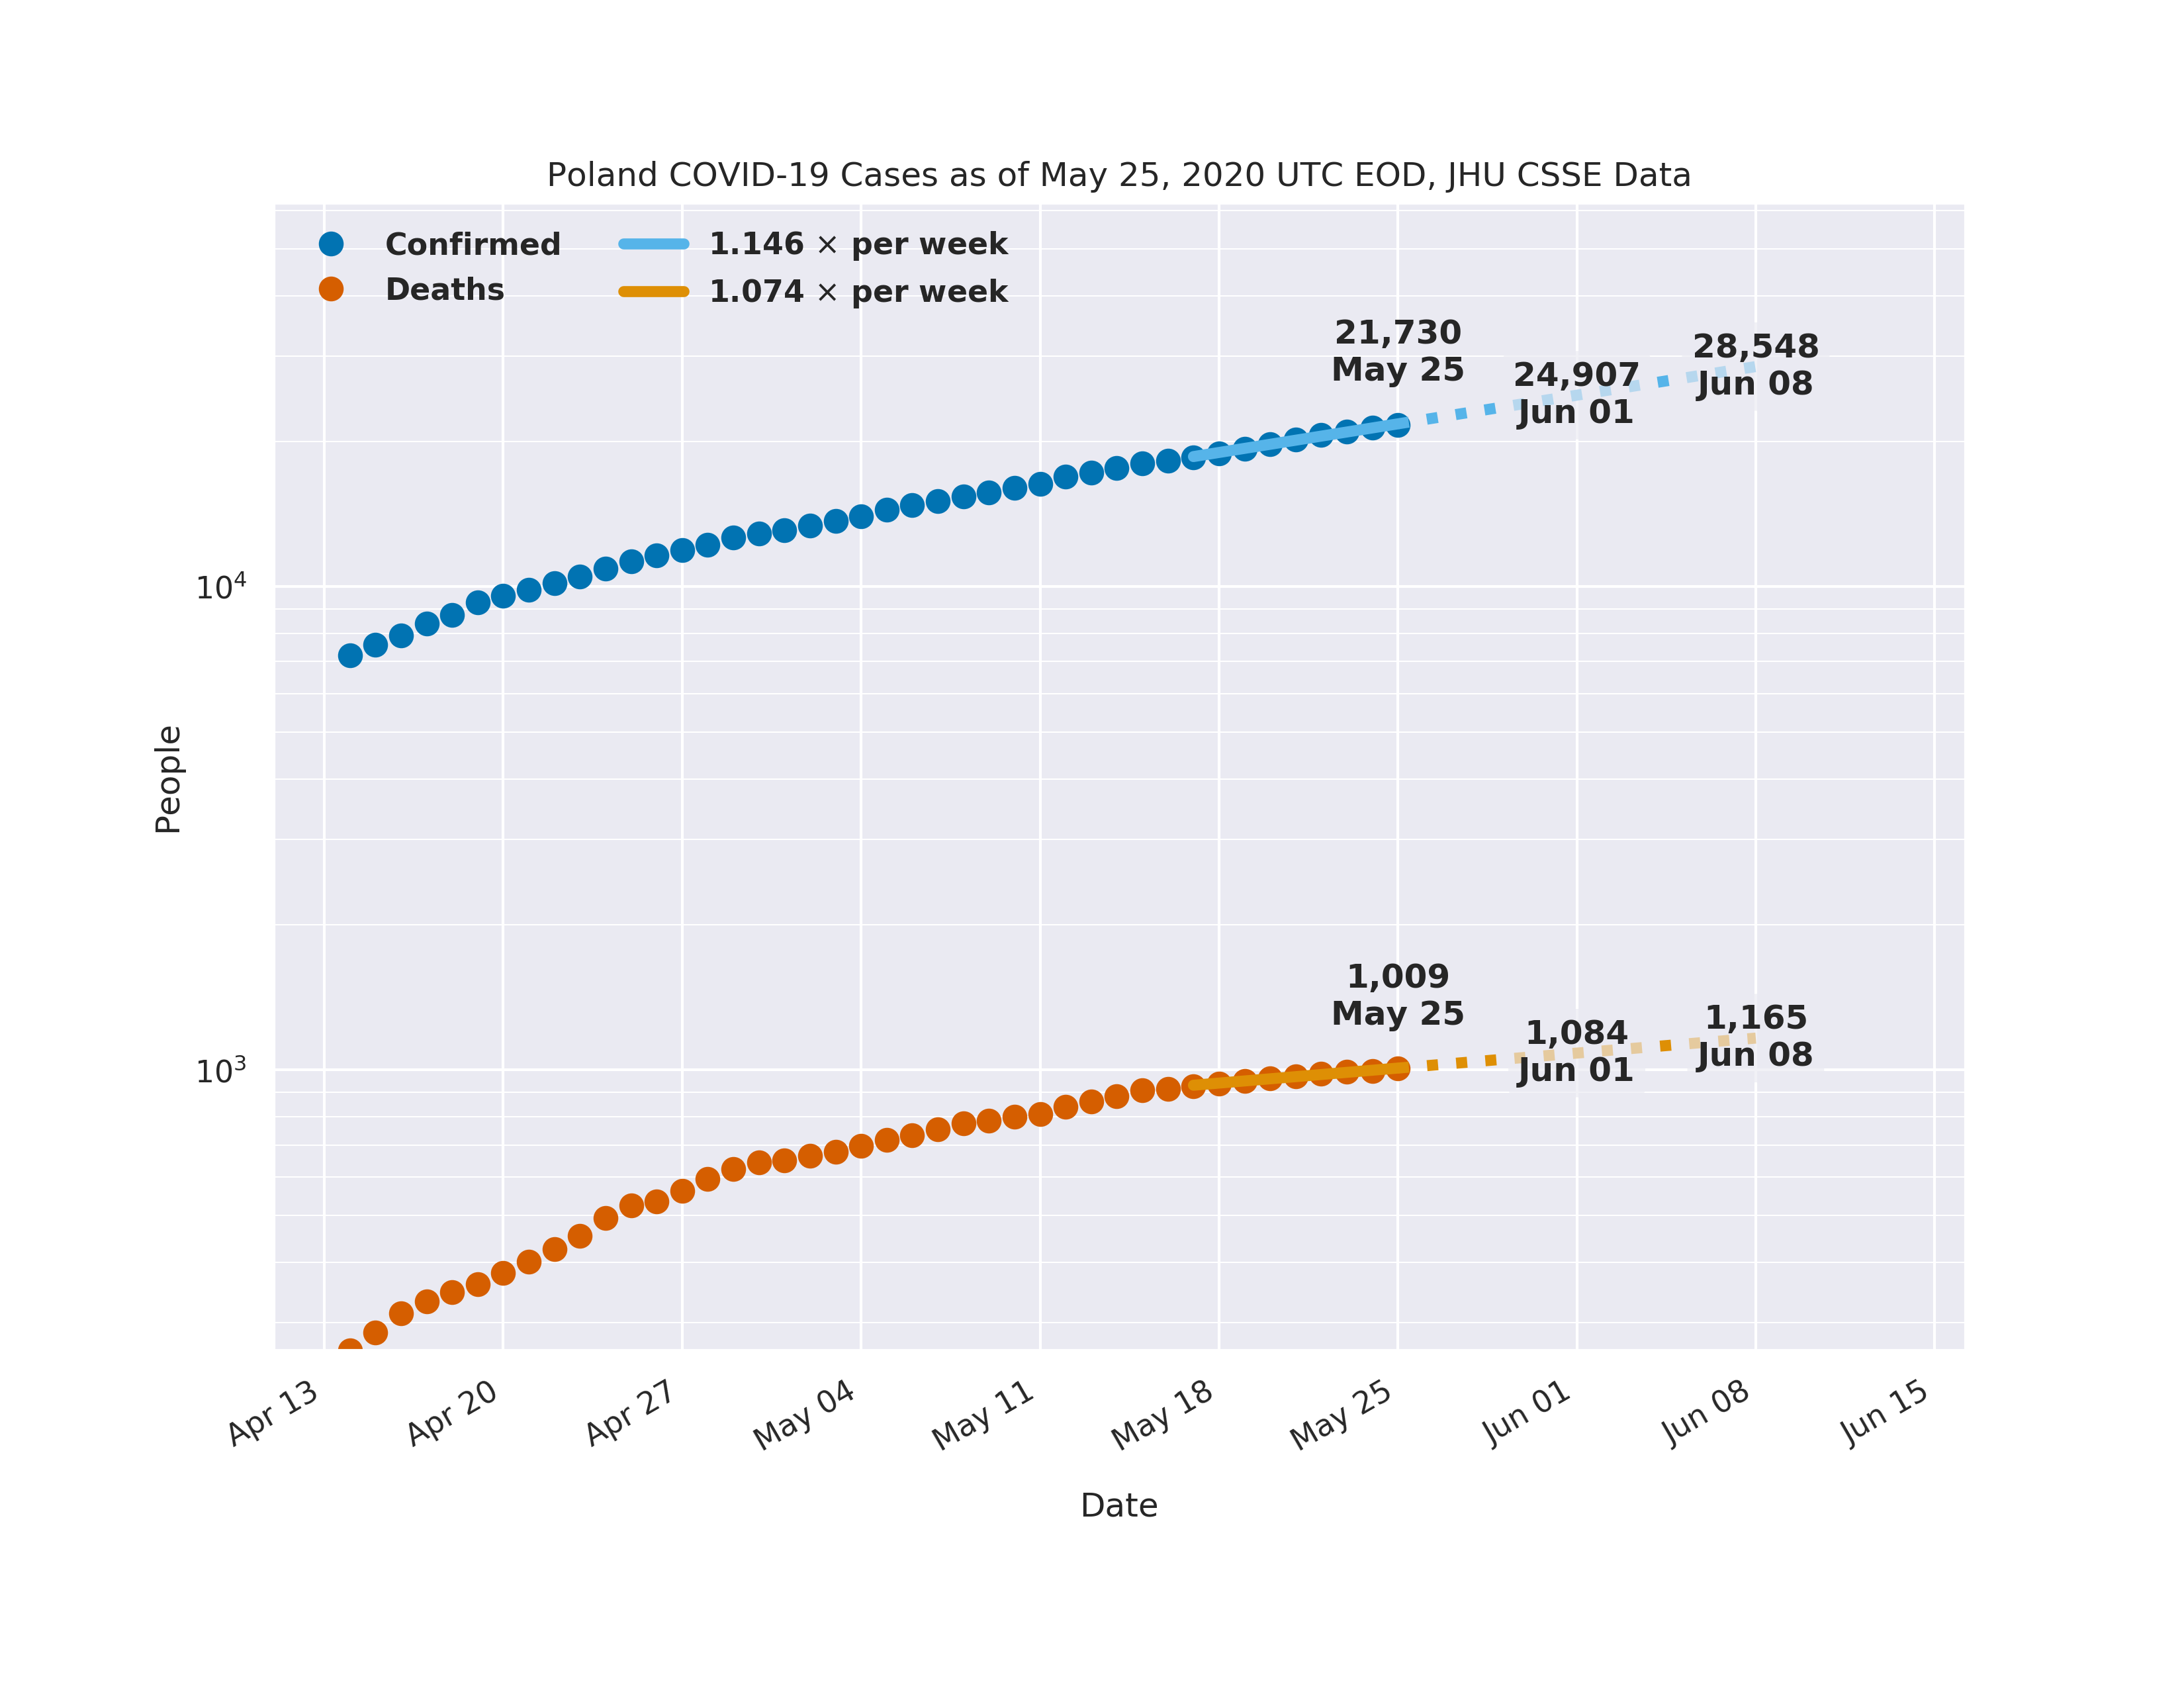 Poland COVID-19 Cases as of May 25, 2020 UTC EOD, JHU CSSE Data
Confirmed
Deaths
1.146 × per week
1.074 × per week
21,730
May 25
24,907
Jun 01
28,548
Jun 08
10⁴
People
1,009
May 25
1,084
Jun 01
1,165
Jun 08
10³
Apr 13
Apr 20
Apr 27
May 04
May 11
May 18
May 25
Jun 01
Jun 08
Jun 15
Date